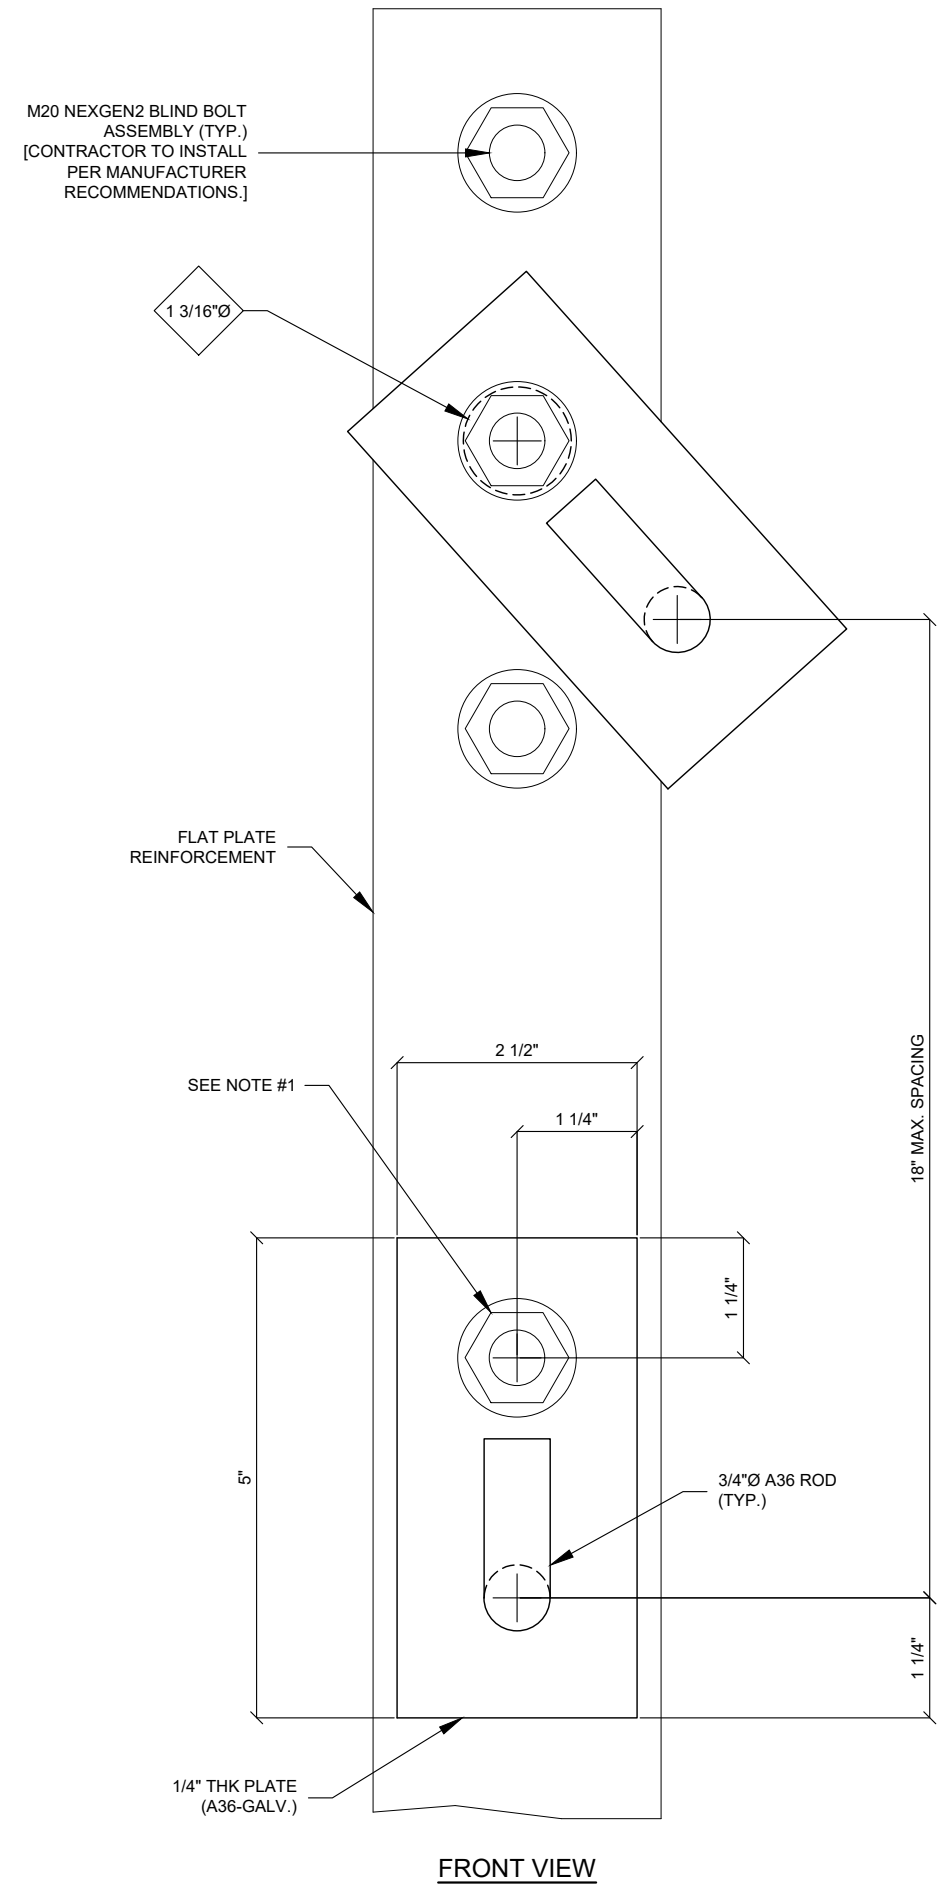 M20 NEXGEN2 BLIND BOLT
ASSEMBLY (TYP.)
[CONTRACTOR TO INSTALL
PER MANUFACTURER
RECOMMENDATIONS.]
1 3/16"Ø
FLAT PLATE
REINFORCEMENT
18" MAX. SPACING
2 1/2"
SEE NOTE #1
1 1/4"
1 1/4"
5"
3/4"Ø A36 ROD
(TYP.)
1 1/4"
1/4" THK PLATE
(A36-GALV.)
FRONT VIEW